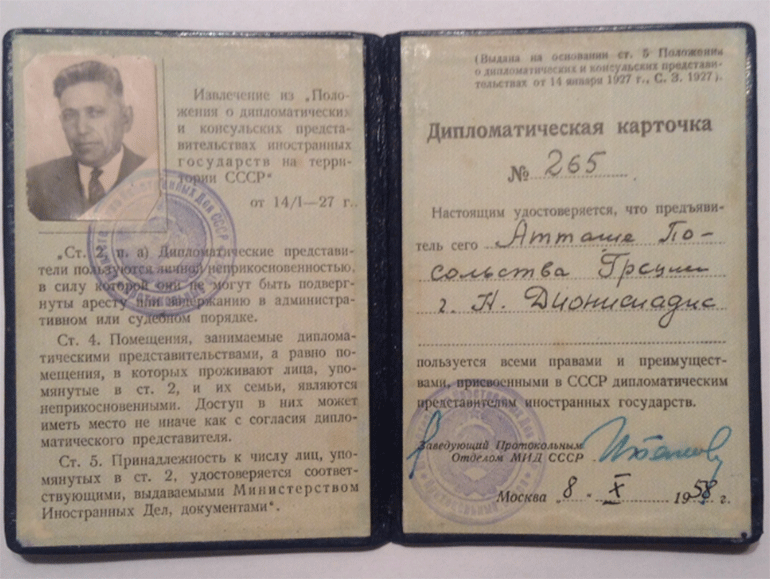 Извлечение из „Поло-
жения о дипломатических
и консульских предста-
вительствах иностранных
государств на терри-
тории СССР“
от 14/I—27 г.
„Ст. 2 п. а) Дипломатические представи-
тели пользуются личной неприкосновенностью,
в силу которой они не могут быть подверг-
нуты аресту или задержанию в администра-
тивном или судебном порядке.
Ст. 4. Помещения, занимаемые диплома-
тическими представительствами, а равно по-
мещения, в которых проживают лица, упо-
мянутые в ст. 2, и их семьи, являются
неприкосновенными. Доступ в них может
иметь место не иначе как с согласия дипло-
матического представителя.
Ст. 5. Принадлежность к числу лиц, упо-
мянутых в ст. 2, удостоверяется соответ-
ствующими, выдаваемыми Министерством
Иностранных Дел, документами“.
(Выдана на основании ст. 5 Положения
о дипломатических и консульских представи-
тельствах от 14 января 1927 г., С. З. 1927).
Дипломатическая карточка
№ 265
Настоящим удостоверяется, что предъяви-
тель сего Атташе По-
сольства Греции
г. Н. Дионисиадис
пользуется всеми правами и преимущест-
вами, присвоенными в СССР дипломатическим
представителям иностранных государств.
Заведующий Протокольным
Отделом МИД СССР
Москва 8. X 1958 г.